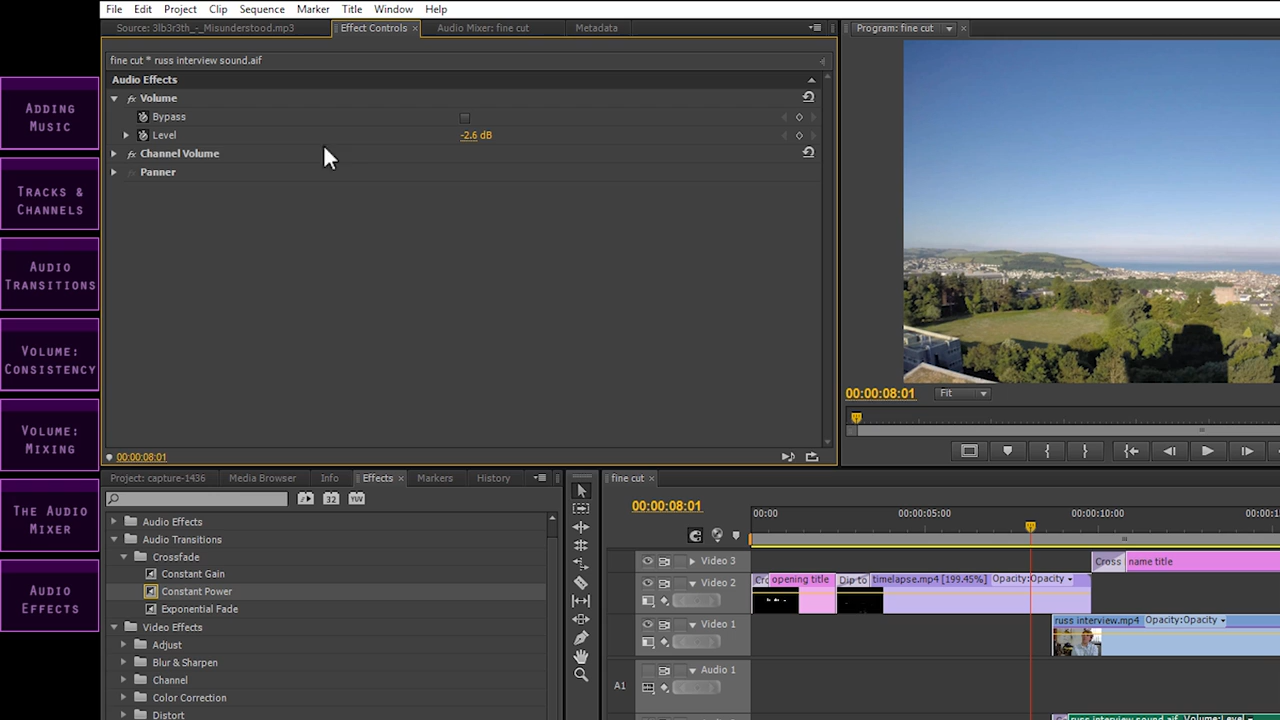 File Edit Project Clip Sequence Marker Title Window Help
Source: 3lb3r3th_-_Misunderstood.mp3
Effect Controls
Audio Mixer: fine cut
Metadata
Program: fine cut
fine cut * russ interview sound.aif
Audio Effects
Volume
Bypass
Level
-2.6 dB
Channel Volume
Panner
00:00:08:01
ADDING
MUSIC
TRACKS &
CHANNELS
AUDIO
TRANSITIONS
VOLUME:
CONSISTENCY
VOLUME:
MIXING
THE AUDIO
MIXER
AUDIO
EFFECTS
00:00:08:01
Fit
Project: capture-1436
Media Browser
Info
Effects
Markers
History
32
YUV
Audio Effects
Audio Transitions
Crossfade
Constant Gain
Constant Power
Exponential Fade
Video Effects
Adjust
Blur & Sharpen
Channel
Color Correction
Distort
fine cut
00:00:08:01
00:00
00:00:05:00
00:00:10:00
Video 3
Cross
name title
Video 2
opening title
Dip to
timelapse.mp4 [199.45%]
Opacity:Opacity
Video 1
russ interview.mp4
Opacity:Opacity
A1
Audio 1
russ interview sound.aif
Volume:Level